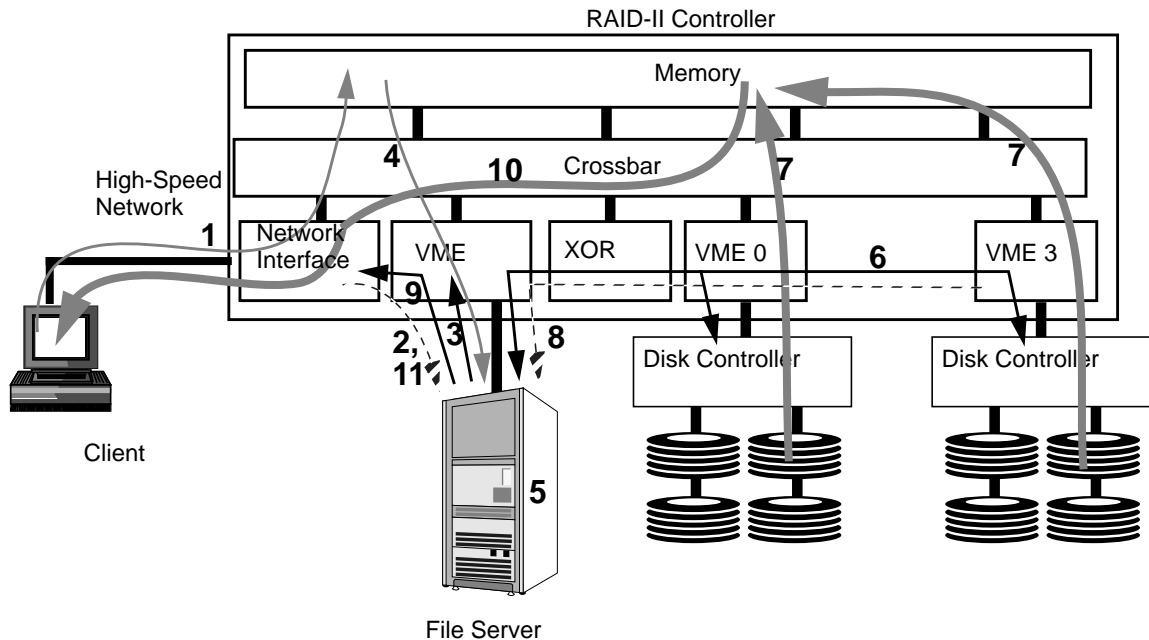 RAID-II Controller
Memory
4
10
Crossbar
7
7
High-Speed
Network
1
Network
Interface
VME
XOR
VME 0
6
VME 3
9
2,
11
3
8
Disk Controller
Disk Controller
Client
5
File Server